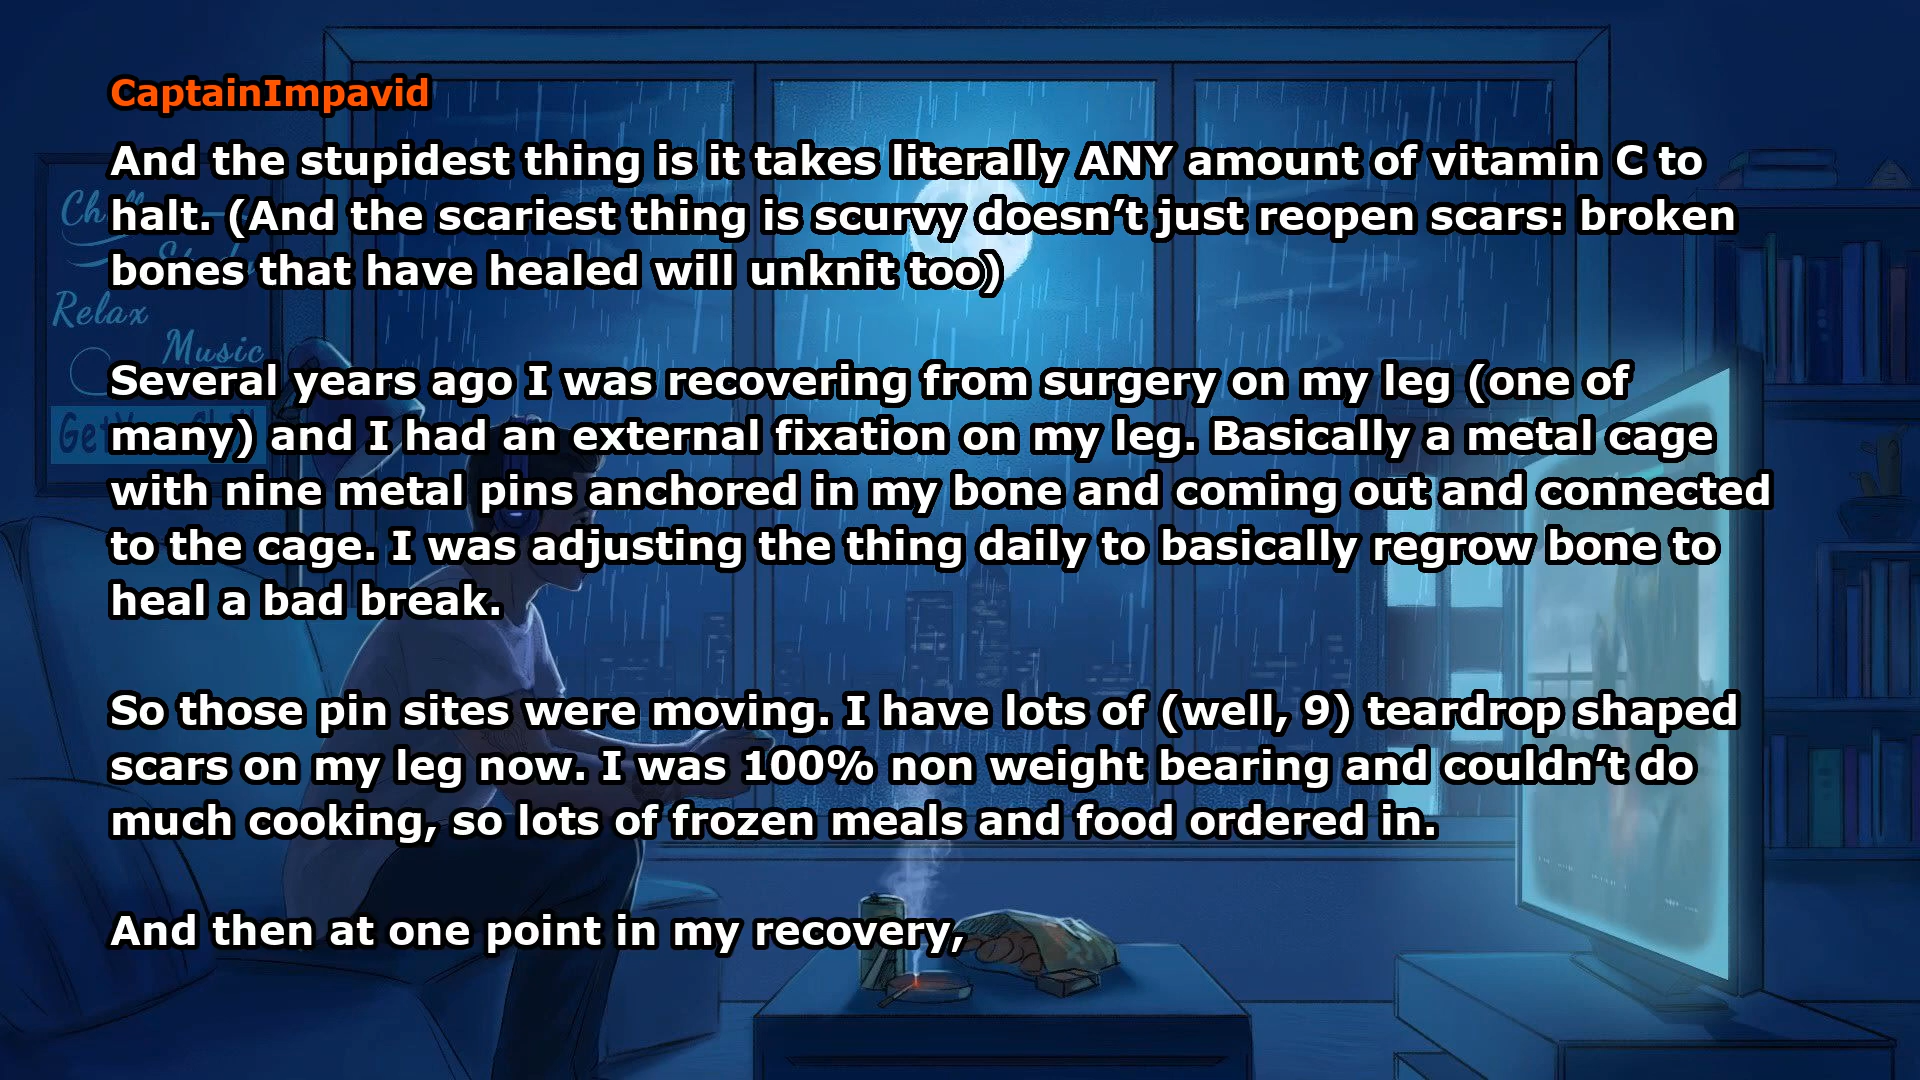 CaptainImpavid
And the stupidest thing is it takes literally ANY amount of vitamin C to
halt. (And the scariest thing is scurvy doesn’t just reopen scars: broken
bones that have healed will unknit too)
Several years ago I was recovering from surgery on my leg (one of
many) and I had an external fixation on my leg. Basically a metal cage
with nine metal pins anchored in my bone and coming out and connected
to the cage. I was adjusting the thing daily to basically regrow bone to
heal a bad break.
So those pin sites were moving. I have lots of (well, 9) teardrop shaped
scars on my leg now. I was 100% non weight bearing and couldn’t do
much cooking, so lots of frozen meals and food ordered in.
And then at one point in my recovery,
Relax
Music